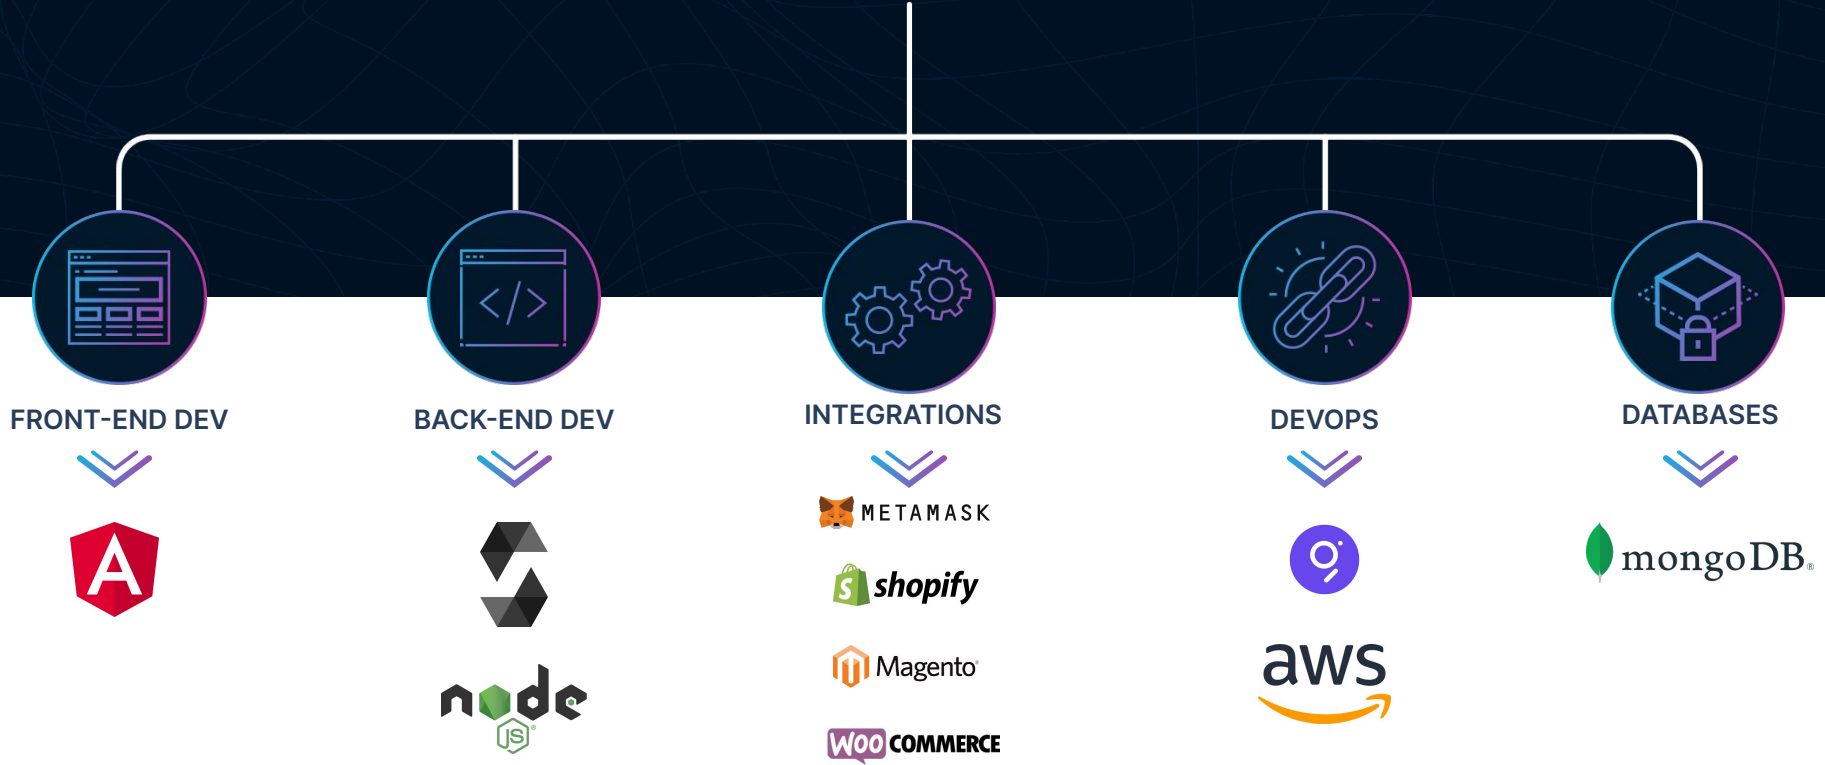 FRONT-END DEV
BACK-END DEV
INTEGRATIONS
DEVOPS
DATABASES
A
node
JS®
METAMASK
S shopify
Magento®
WOO COMMERCE
aws
mongoDB®